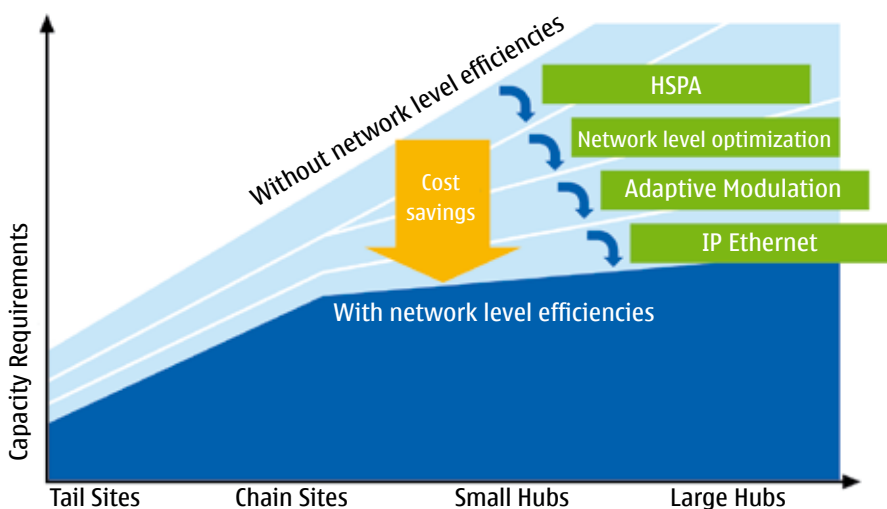 Without network level efficiencies
HSPA
Network level optimization
Adaptive Modulation
IP Ethernet
Cost
savings
With network level efficiencies
Capacity Requirements
Tail Sites
Chain Sites
Small Hubs
Large Hubs